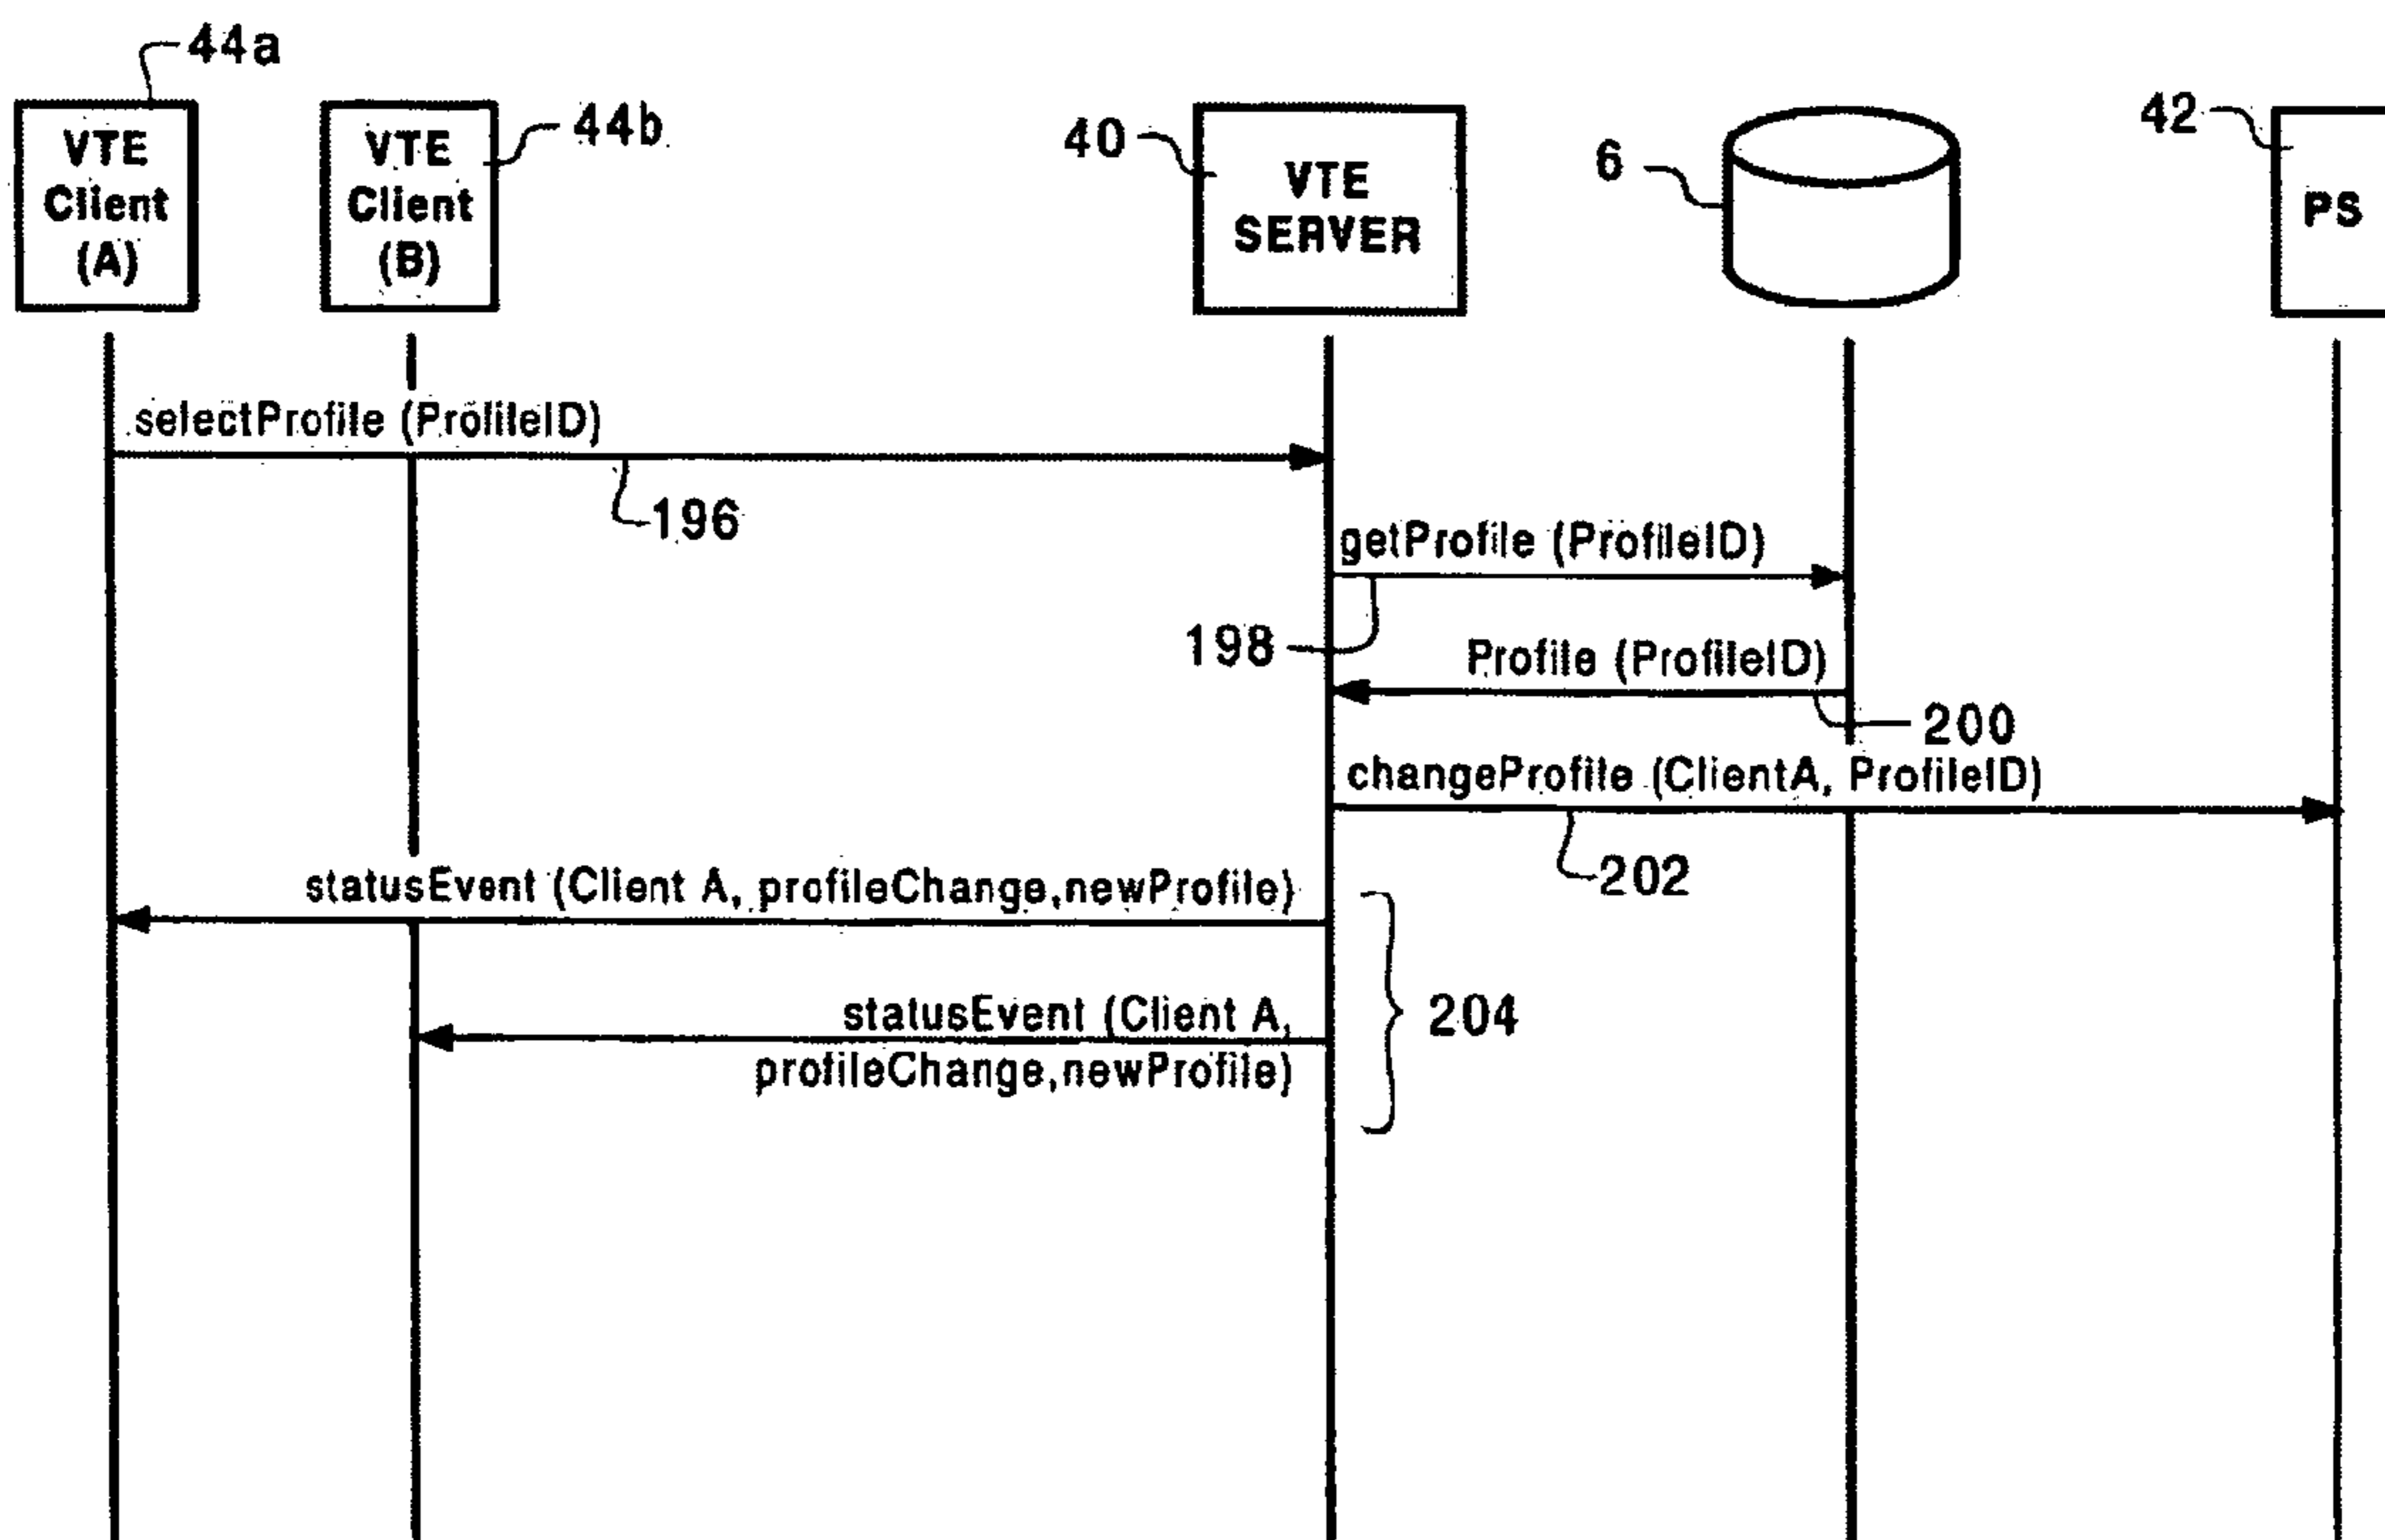 44a
VTE
Client
(A)
VTE
Client
(B)
44b
40
VTE
SERVER
6
42
PS
selectProfile (ProfileID)
196
getProfile (ProfileID)
198
Profile (ProfileID)
200
changeProfile (ClientA, ProfileID)
202
statusEvent (Client A, profileChange,newProfile)
statusEvent (Client A,
profileChange,newProfile)
204